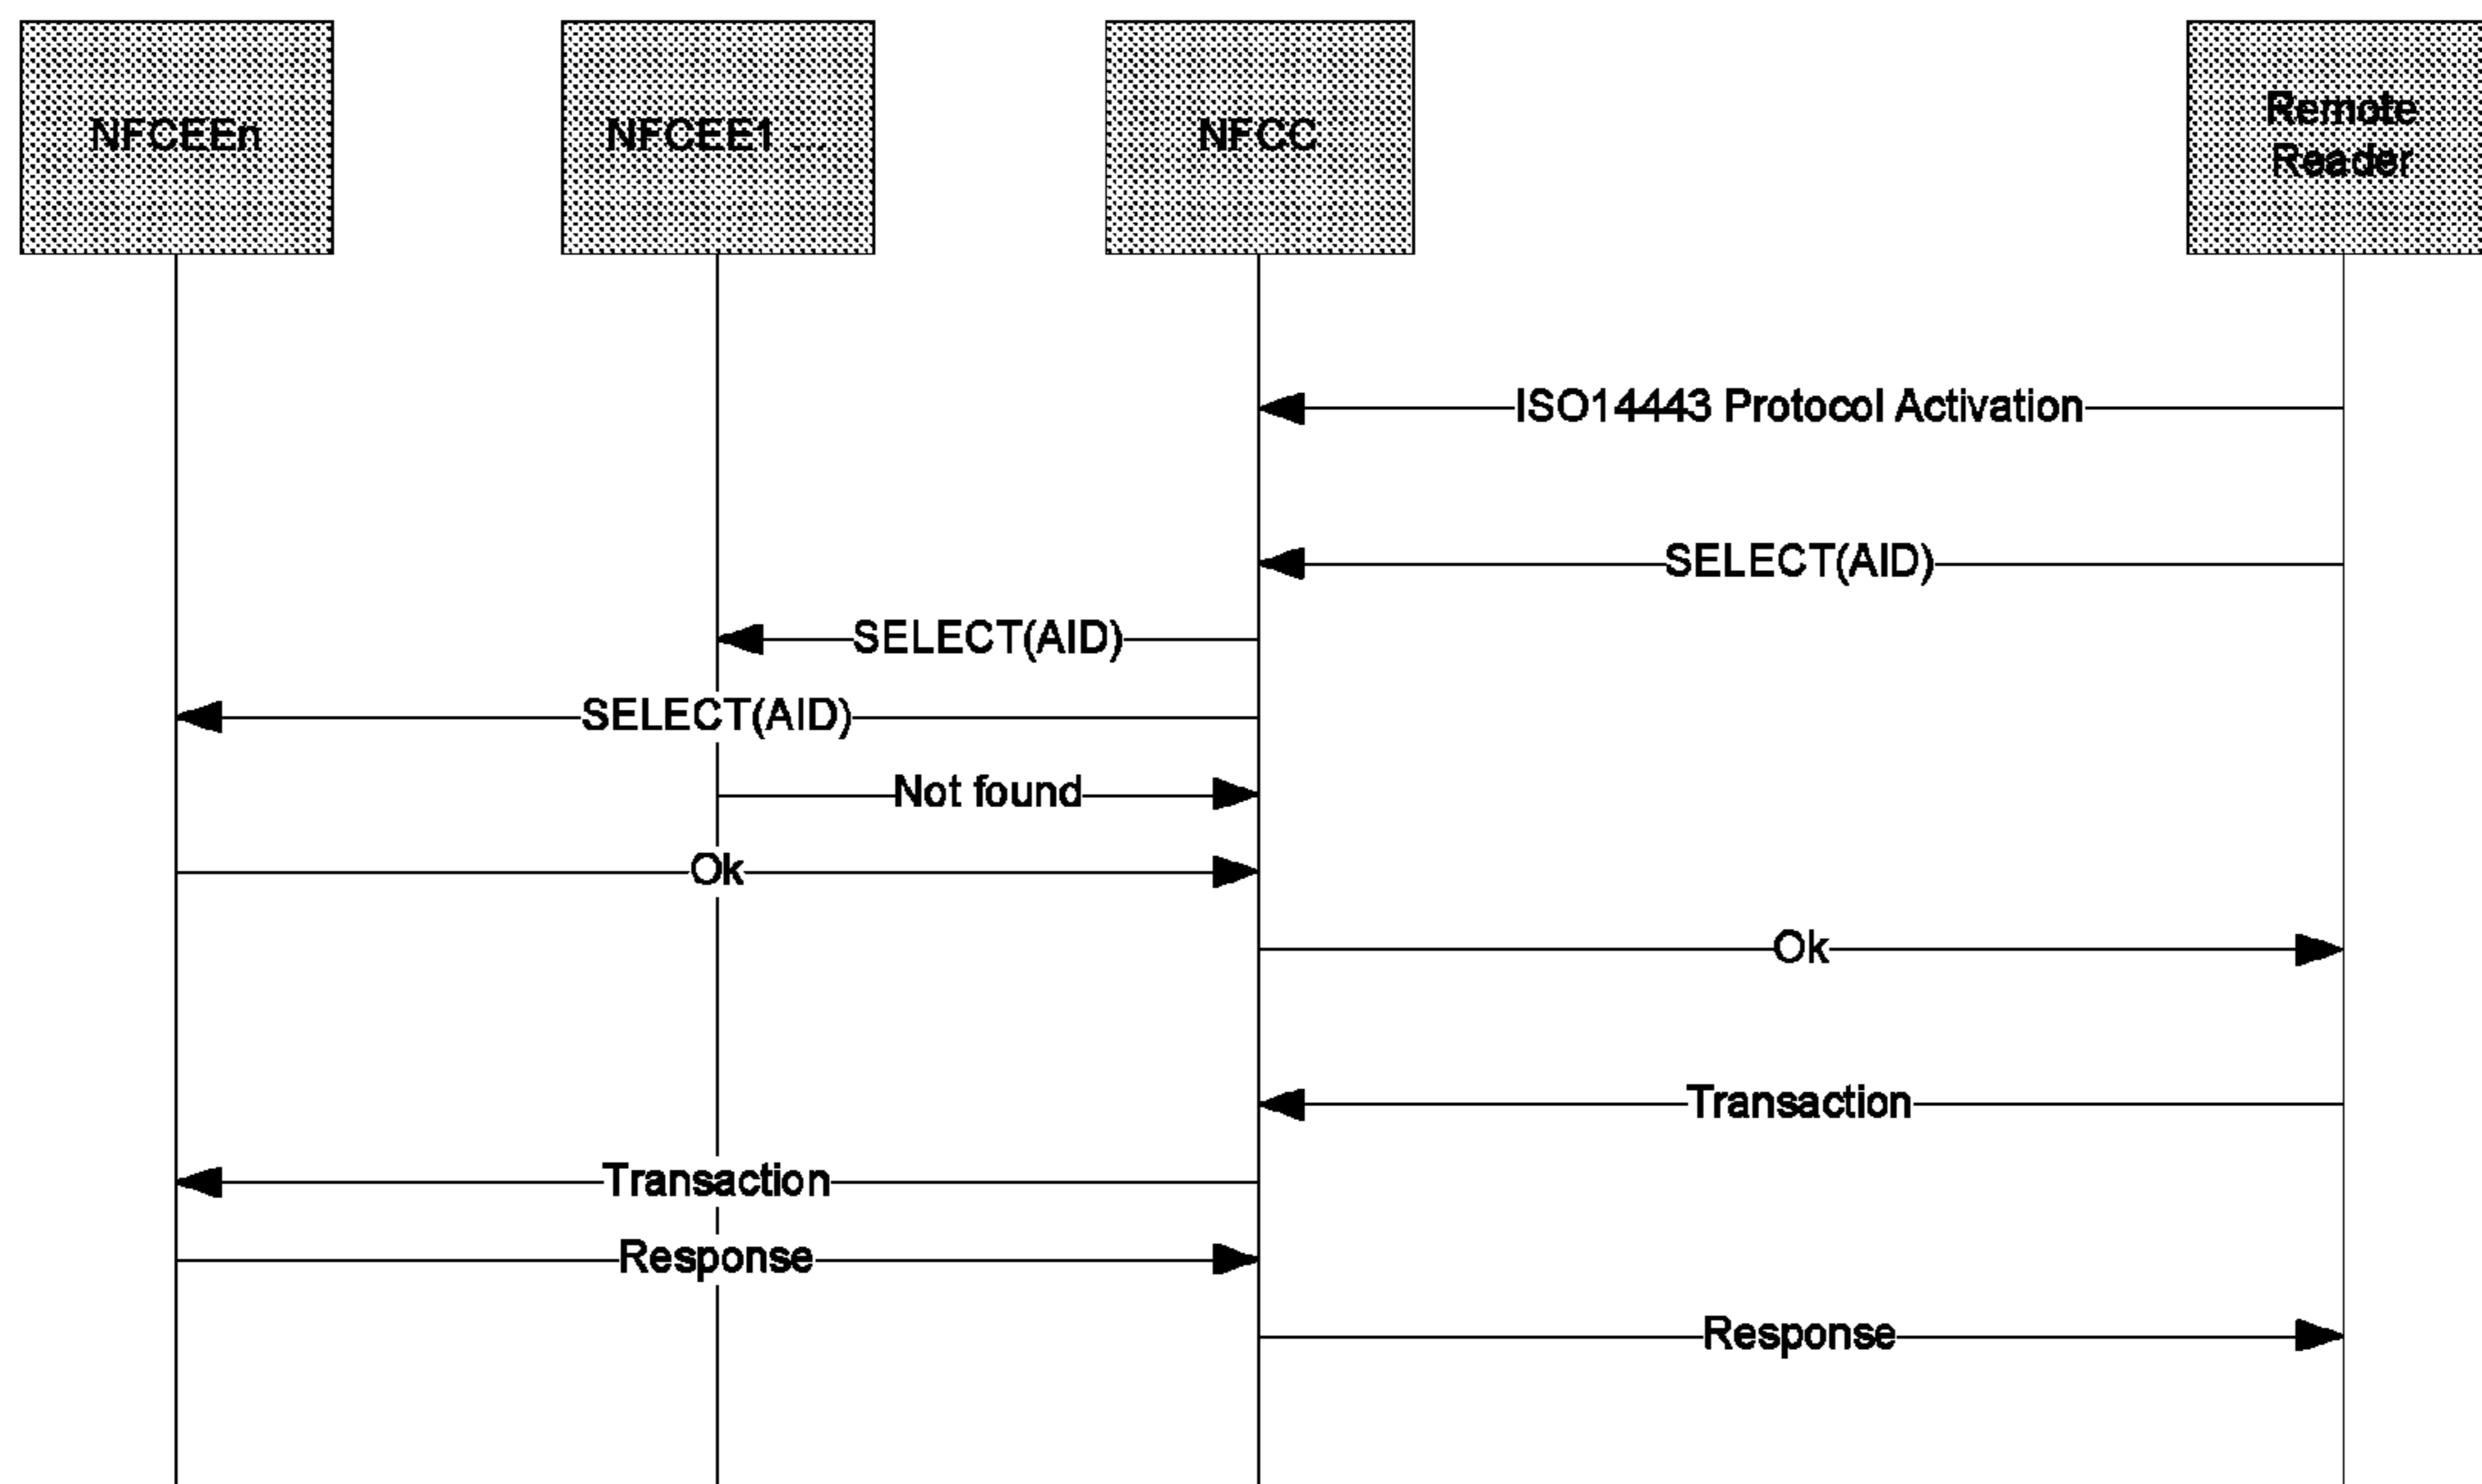 NFCEEn
NFCEE1 ...
NFCC
Remote
Reader
ISO14443 Protocol Activation
SELECT(AID)
SELECT(AID)
SELECT(AID)
Not found
Ok
Ok
Transaction
Transaction
Response
Response